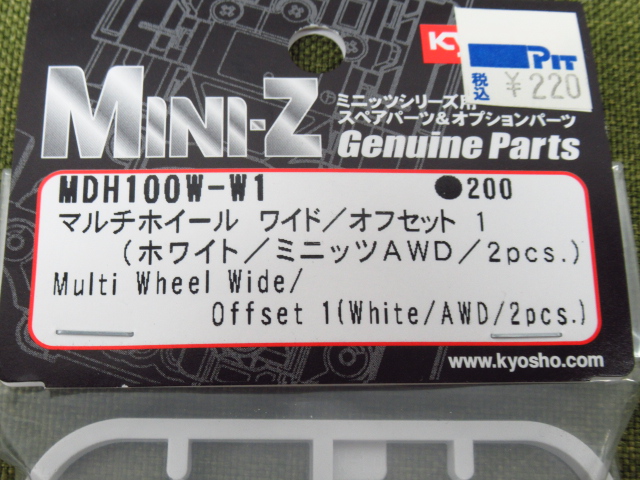 PIT
税込 ¥220
MINI-Z
ミニッツシリーズ用
スペアパーツ&オプションパーツ
Genuine Parts
MDH100W-W1 ●200
マルチホイール ワイド/オフセット 1
(ホワイト/ミニッツAWD/2pcs.)
Multi Wheel Wide/
Offset 1(White/AWD/2pcs.)
www.kyosho.com